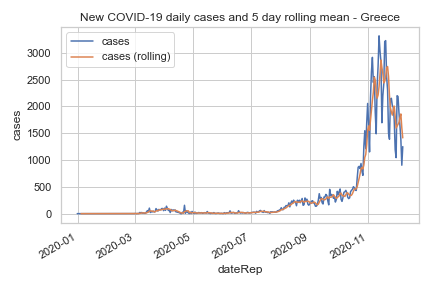 New COVID-19 daily cases and 5 day rolling mean - Greece
cases
cases (rolling)
3000
2500
2000
1500
1000
500
0
cases
2020-01
2020-03
2020-05
2020-07
2020-09
2020-11
dateRep